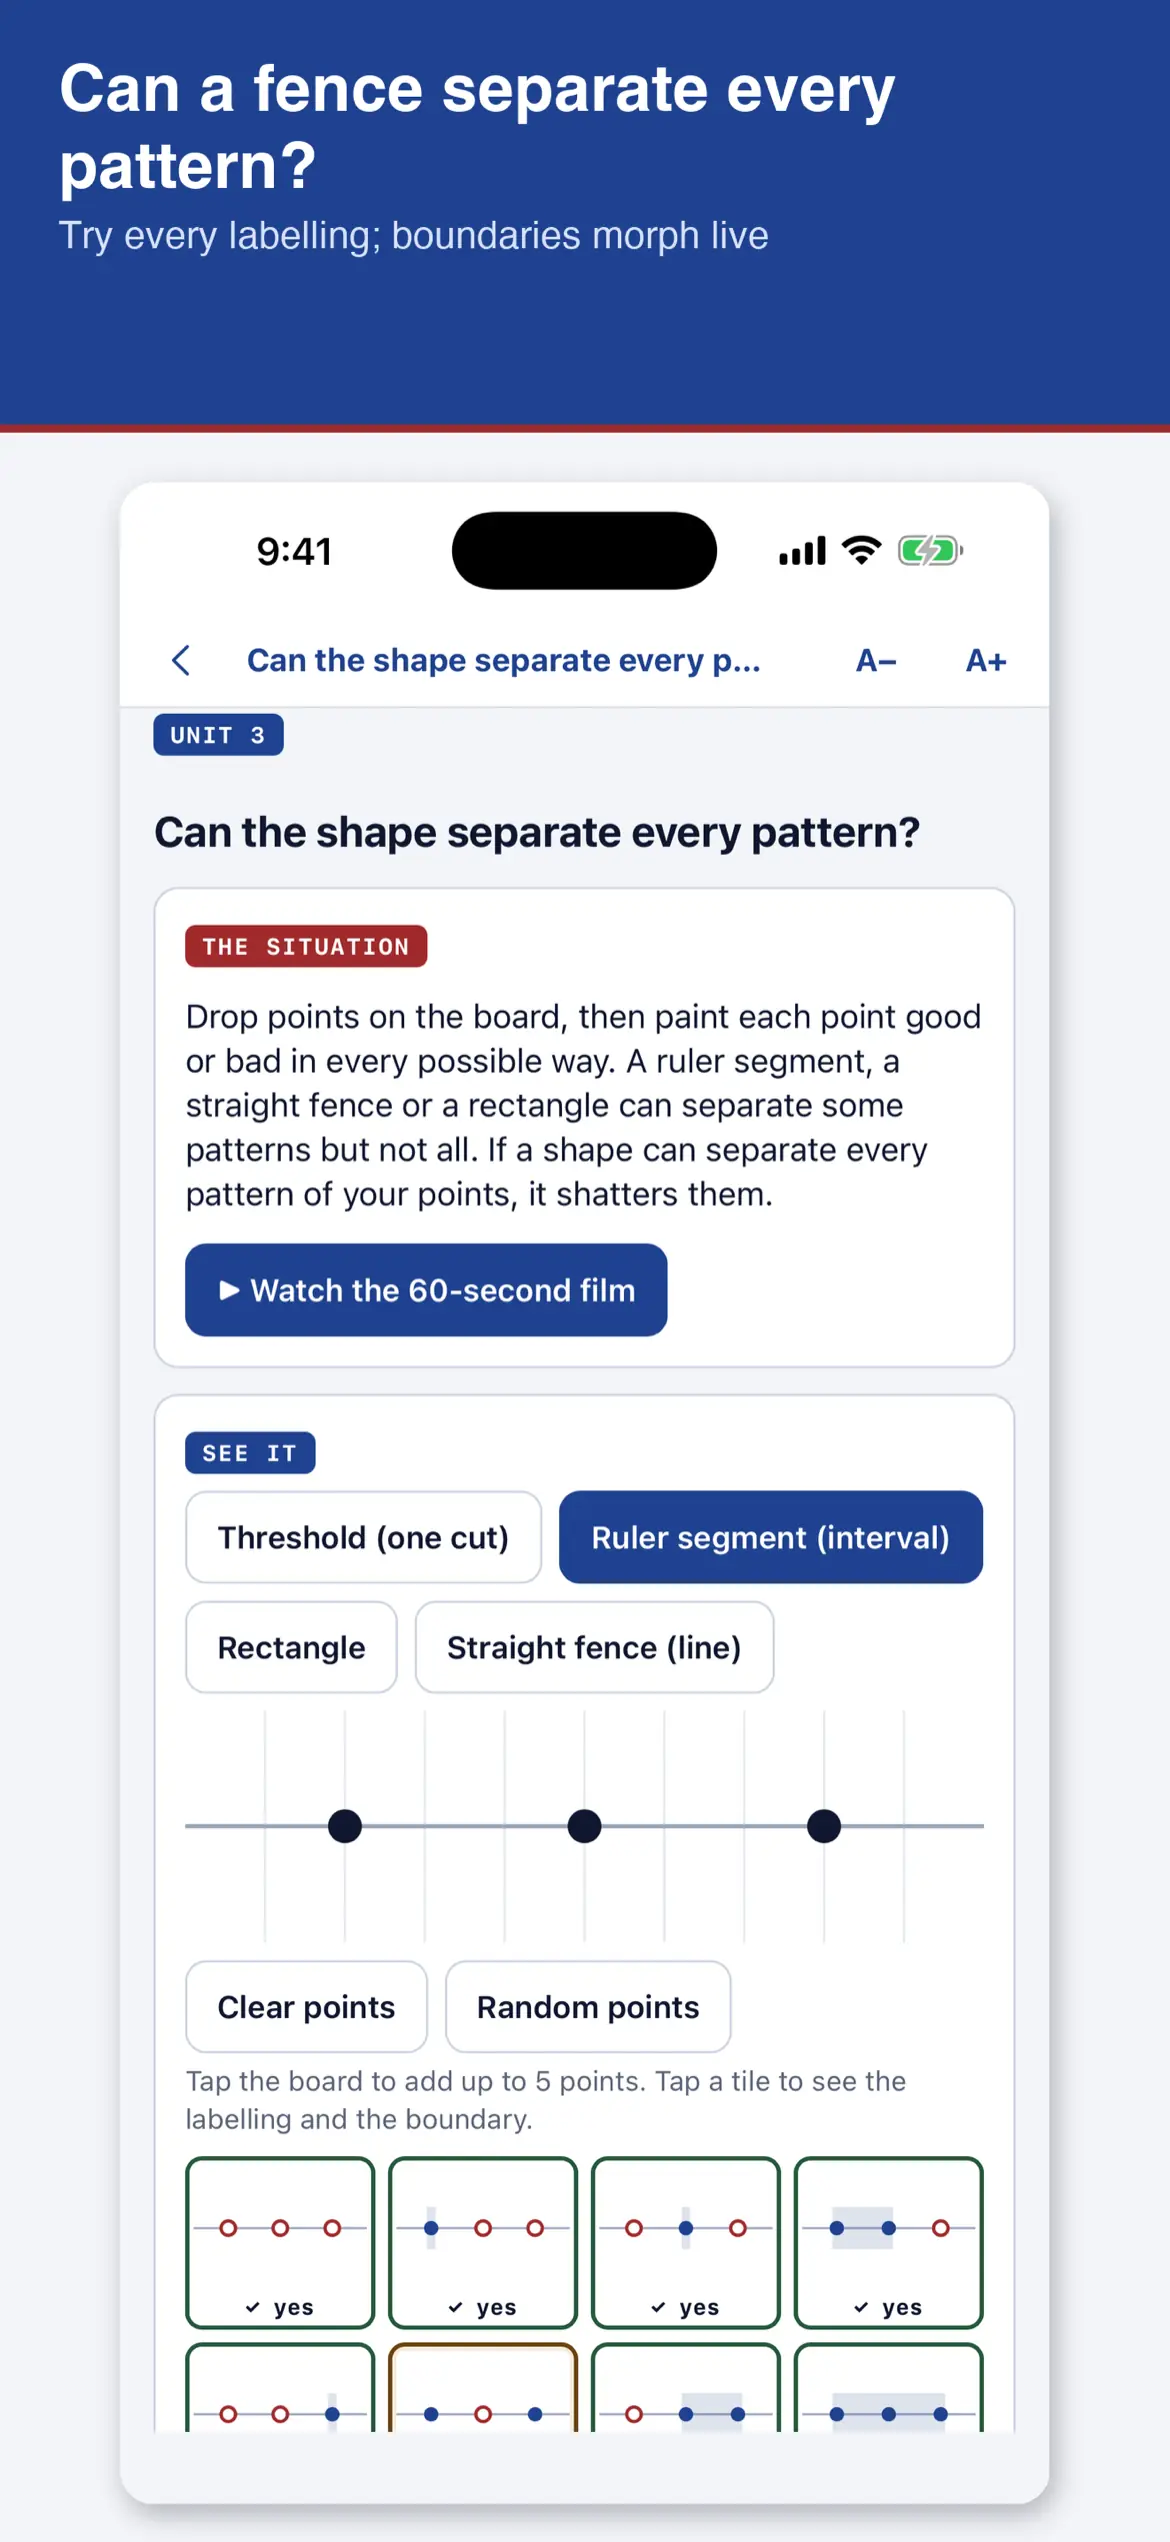 Can a fence separate every
pattern?
Try every labelling; boundaries morph live
9:41
Can the shape separate every p...
A−
A+
UNIT 3
Can the shape separate every pattern?
THE SITUATION
Drop points on the board, then paint each point good
or bad in every possible way. A ruler segment, a
straight fence or a rectangle can separate some
patterns but not all. If a shape can separate every
pattern of your points, it shatters them.
▶ Watch the 60-second film
SEE IT
Threshold (one cut)
Ruler segment (interval)
Rectangle
Straight fence (line)
Clear points
Random points
Tap the board to add up to 5 points. Tap a tile to see the
labelling and the boundary.
✓ yes
✓ yes
✓ yes
✓ yes